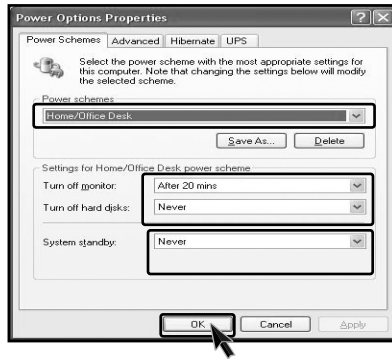 Power Options Properties
Power Schemes Advanced Hibernate UPS
Select the power scheme with the most appropriate settings for
this computer. Note that changing the settings below will modify
the selected scheme.
Power schemes
Home/Office Desk
Save As... Delete
Settings for Home/Office Desk power scheme
Turn off monitor: After 20 mins
Turn off hard disks: Never
System standby: Never
OK Cancel Apply